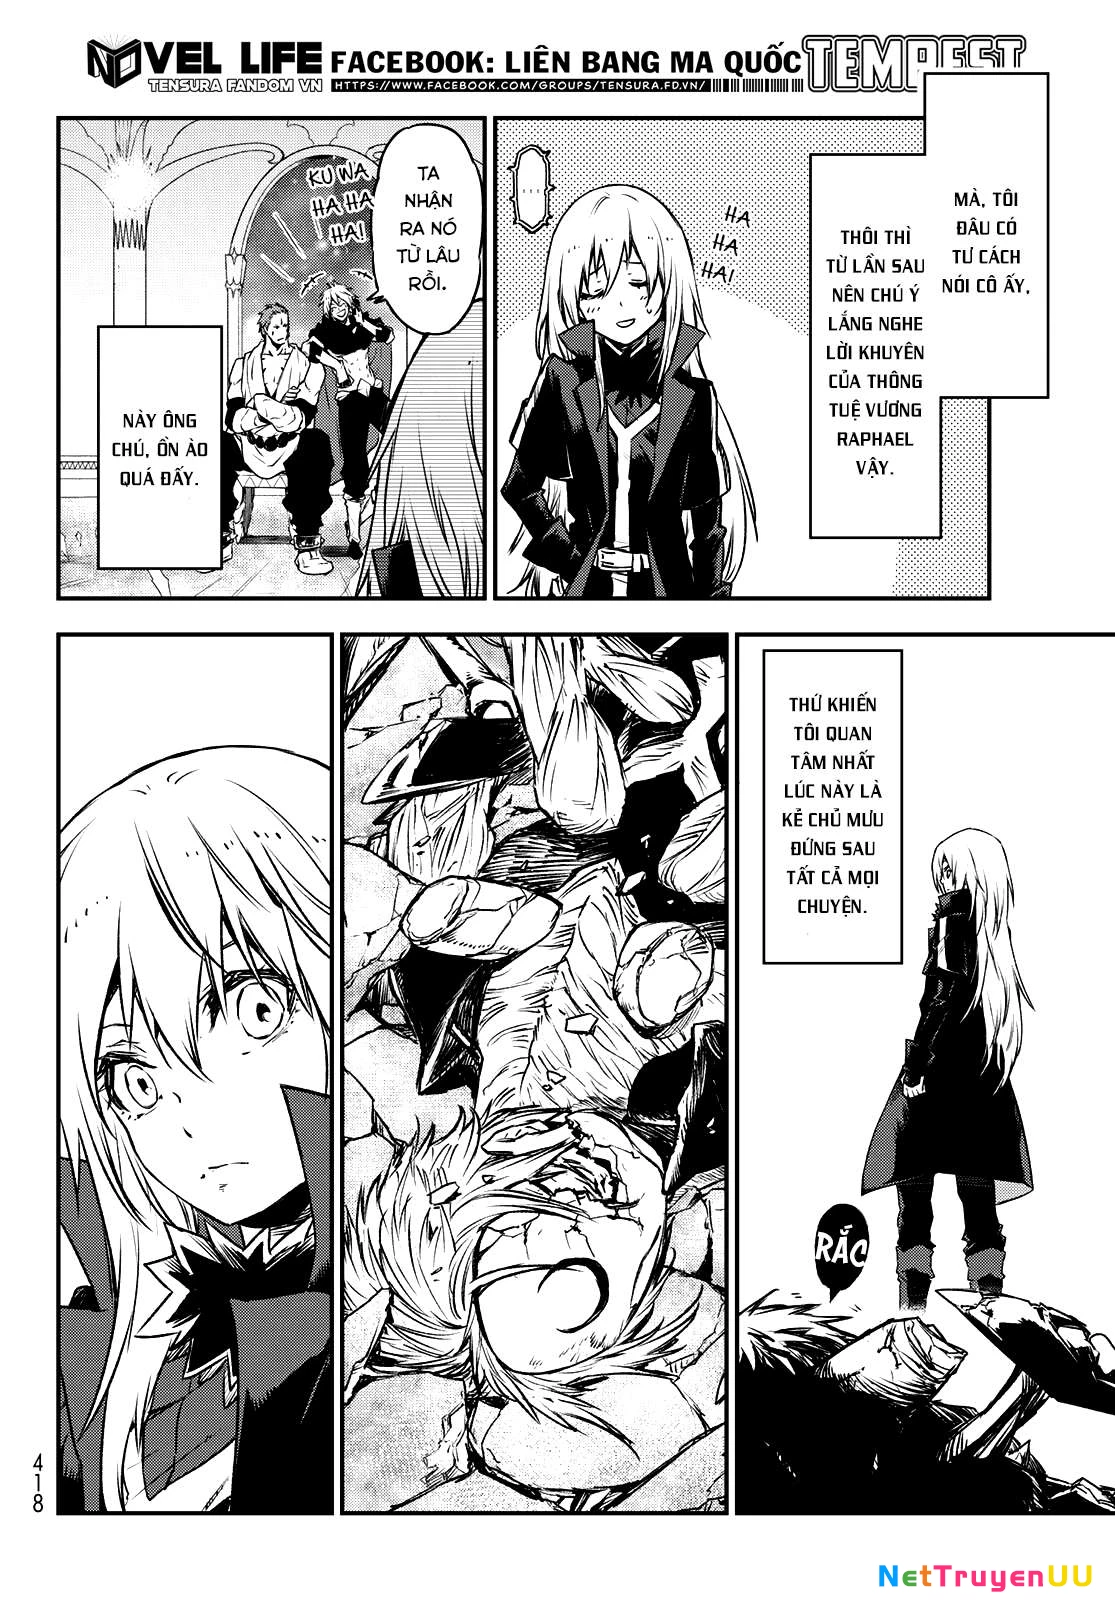 NOVEL LIFE
TENSURA FANDOM VN
FACEBOOK: LIÊN BANG MA QUỐC
TEMPEST
HTTPS://WWW.FACEBOOK.COM/GROUPS/TENSURA.FD.VN/
MÀ, TÔI
ĐÂU CÓ
TƯ CÁCH
NÓI CÔ ẤY,
THÔI THÌ
TỪ LẦN SAU
NÊN CHÚ Ý
LẮNG NGHE
LỜI KHUYÊN
CỦA THÔNG
TUỆ VƯƠNG
RAPHAEL
VẬY.
HA
HA
HA!
.....
TA
NHẬN
RA NÓ
TỪ LÂU
RỒI.
KU WA
HA HA
HA!
NÀY ÔNG
CHÚ, ỒN ÀO
QUÁ ĐẤY.
THỨ KHIẾN
TÔI QUAN
TÂM NHẤT
LÚC NÀY LÀ
KẺ CHỦ MƯU
ĐỨNG SAU
TẤT CẢ MỌI
CHUYỆN.
RẮC
418
NetTruyenUU